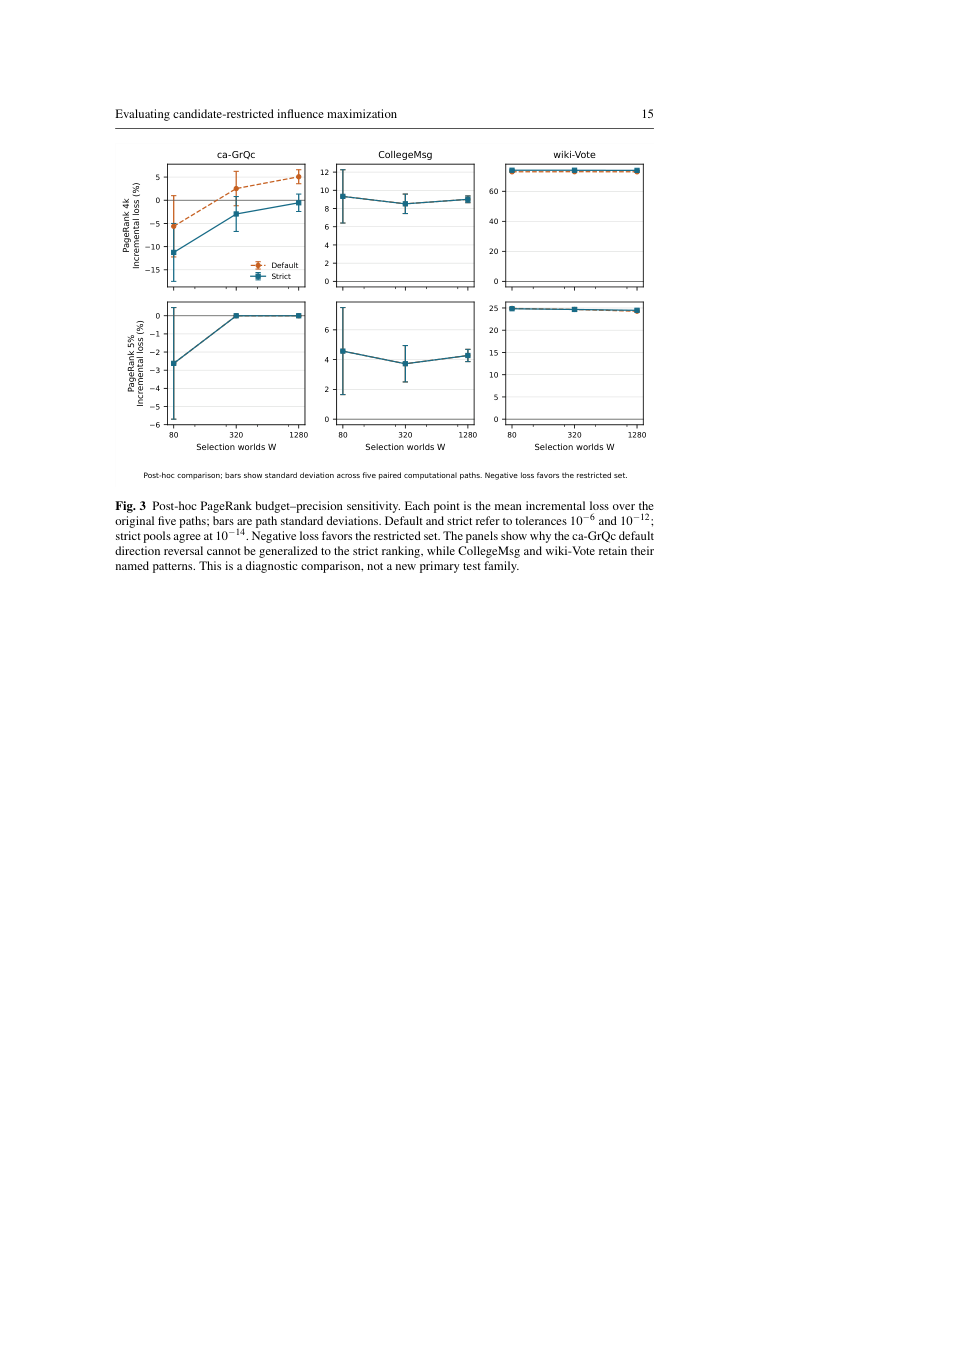 Evaluating candidate-restricted influence maximization 15
ca-GrQc
CollegeMsg
wiki-Vote
PageRank 4k
Incremental loss (%)
5
0
−5
−10
−15
Default
Strict
12
10
8
6
4
2
0
60
40
20
0
PageRank 5%
Incremental loss (%)
0
−1
−2
−3
−4
−5
−6
80 320 1280
Selection worlds W
6
4
2
0
80 320 1280
Selection worlds W
25
20
15
10
5
0
80 320 1280
Selection worlds W
Post-hoc comparison; bars show standard deviation across five paired computational paths. Negative loss favors the restricted set.
Fig. 3 Post-hoc PageRank budget–precision sensitivity. Each point is the mean incremental loss over the
original five paths; bars are path standard deviations. Default and strict refer to tolerances 10⁻⁶ and 10⁻¹²;
strict pools agree at 10⁻¹⁴. Negative loss favors the restricted set. The panels show why the ca-GrQc default
direction reversal cannot be generalized to the strict ranking, while CollegeMsg and wiki-Vote retain their
named patterns. This is a diagnostic comparison, not a new primary test family.